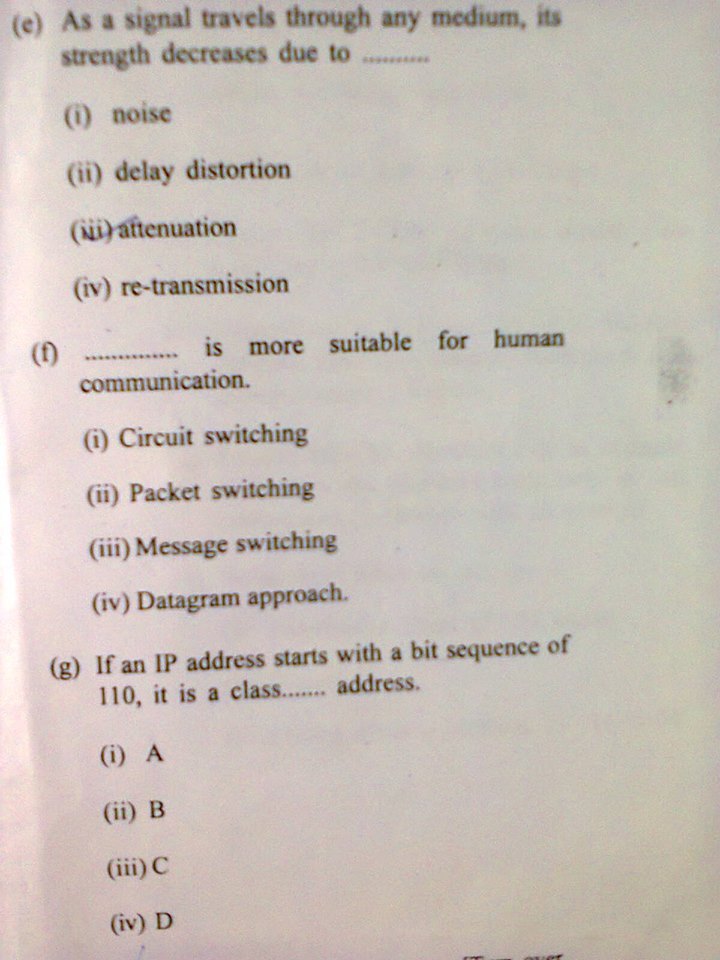 (e) As a signal travels through any medium, its
strength decreases due to ..........
(i) noise
(ii) delay distortion
(iii) attenuation
(iv) re-transmission
(f) .............. is more suitable for human
communication.
(i) Circuit switching
(ii) Packet switching
(iii) Message switching
(iv) Datagram approach.
(g) If an IP address starts with a bit sequence of
110, it is a class....... address.
(i) A
(ii) B
(iii) C
(iv) D